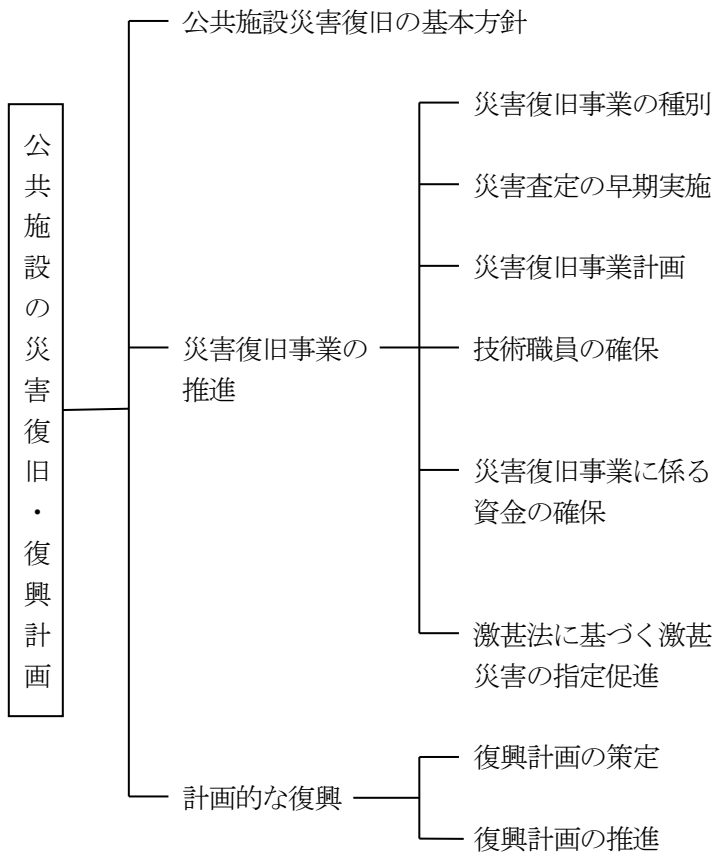 公共施設の災害復旧・復興計画
公共施設災害復旧の基本方針
災害復旧事業の
推進
災害復旧事業の種別
災害査定の早期実施
災害復旧事業計画
技術職員の確保
災害復旧事業に係る
資金の確保
激甚法に基づく激甚
災害の指定促進
計画的な復興
復興計画の策定
復興計画の推進